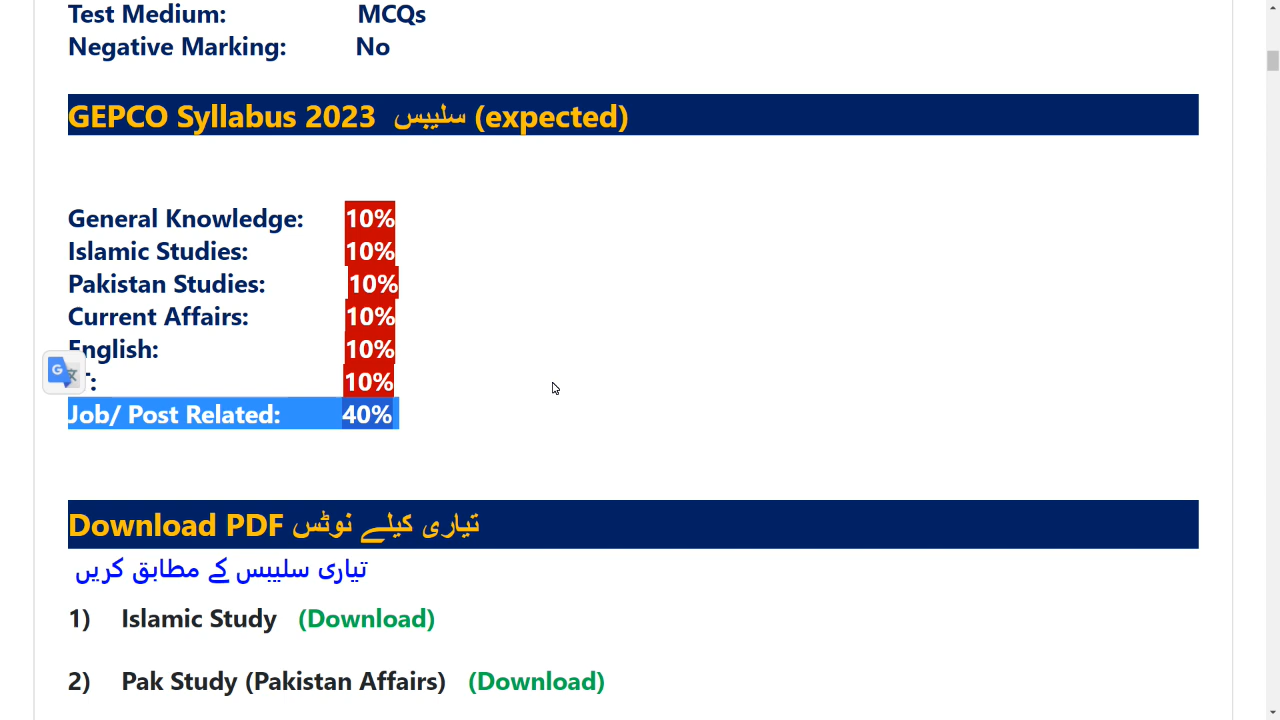 Test Medium: MCQs
Negative Marking: No
GEPCO Syllabus 2023 سلیبس (expected)
General Knowledge: 10%
Islamic Studies: 10%
Pakistan Studies: 10%
Current Affairs: 10%
English: 10%
: 10%
Job/ Post Related: 40%
Download PDF تیاری کیلے نوٹس
تیاری سلیبس کے مطابق کریں
1) Islamic Study (Download)
2) Pak Study (Pakistan Affairs) (Download)